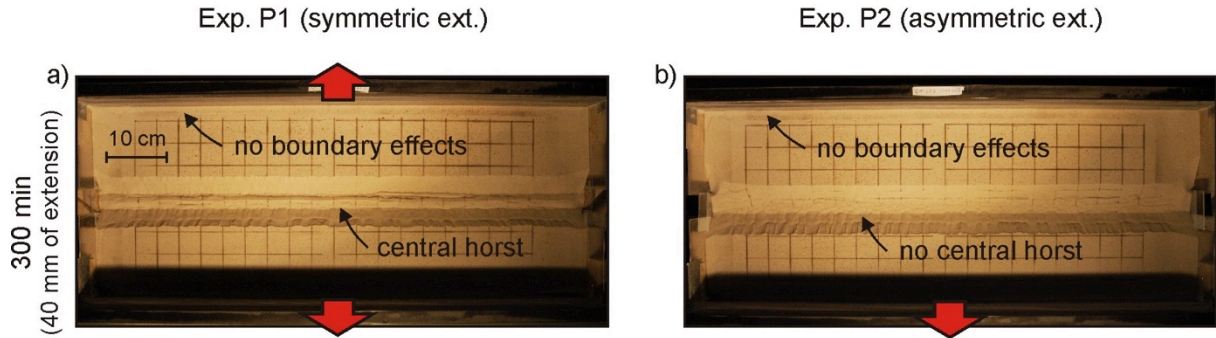 Exp. P1 (symmetric ext.)
Exp. P2 (asymmetric ext.)
a)
10 cm
no boundary effects
central horst
300 min
(40 mm of extension)
b)
no boundary effects
no central horst